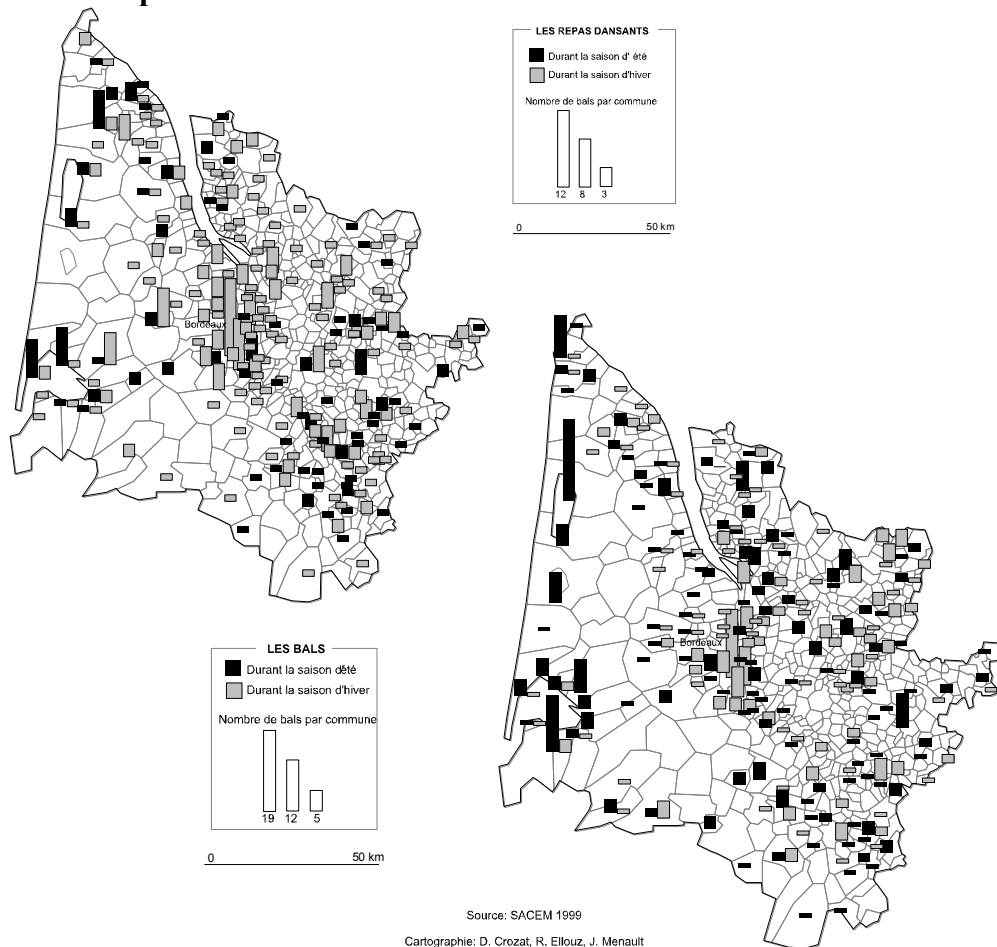 LES REPAS DANSANTS
Durant la saison d' été
Durant la saison d'hiver
Nombre de bals par commune
12 8 3
0 50 km
Bordeaux
Bordeaux
LES BALS
Durant la saison dété
Durant la saison d'hiver
Nombre de bals par commune
19 12 5
0 50 km
Source: SACEM 1999
Cartographie: D. Crozat, R. Ellouz, J. Menault